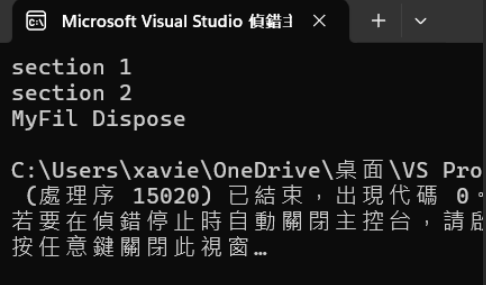 Microsoft Visual Studio 偵錯主
section 1
section 2
MyFil Dispose
C:\Users\xavie\OneDrive\桌面\VS Pro
(處理序 15020) 已結束，出現代碼 0。
若要在偵錯停止時自動關閉主控台，請啟
按任意鍵關閉此視窗…